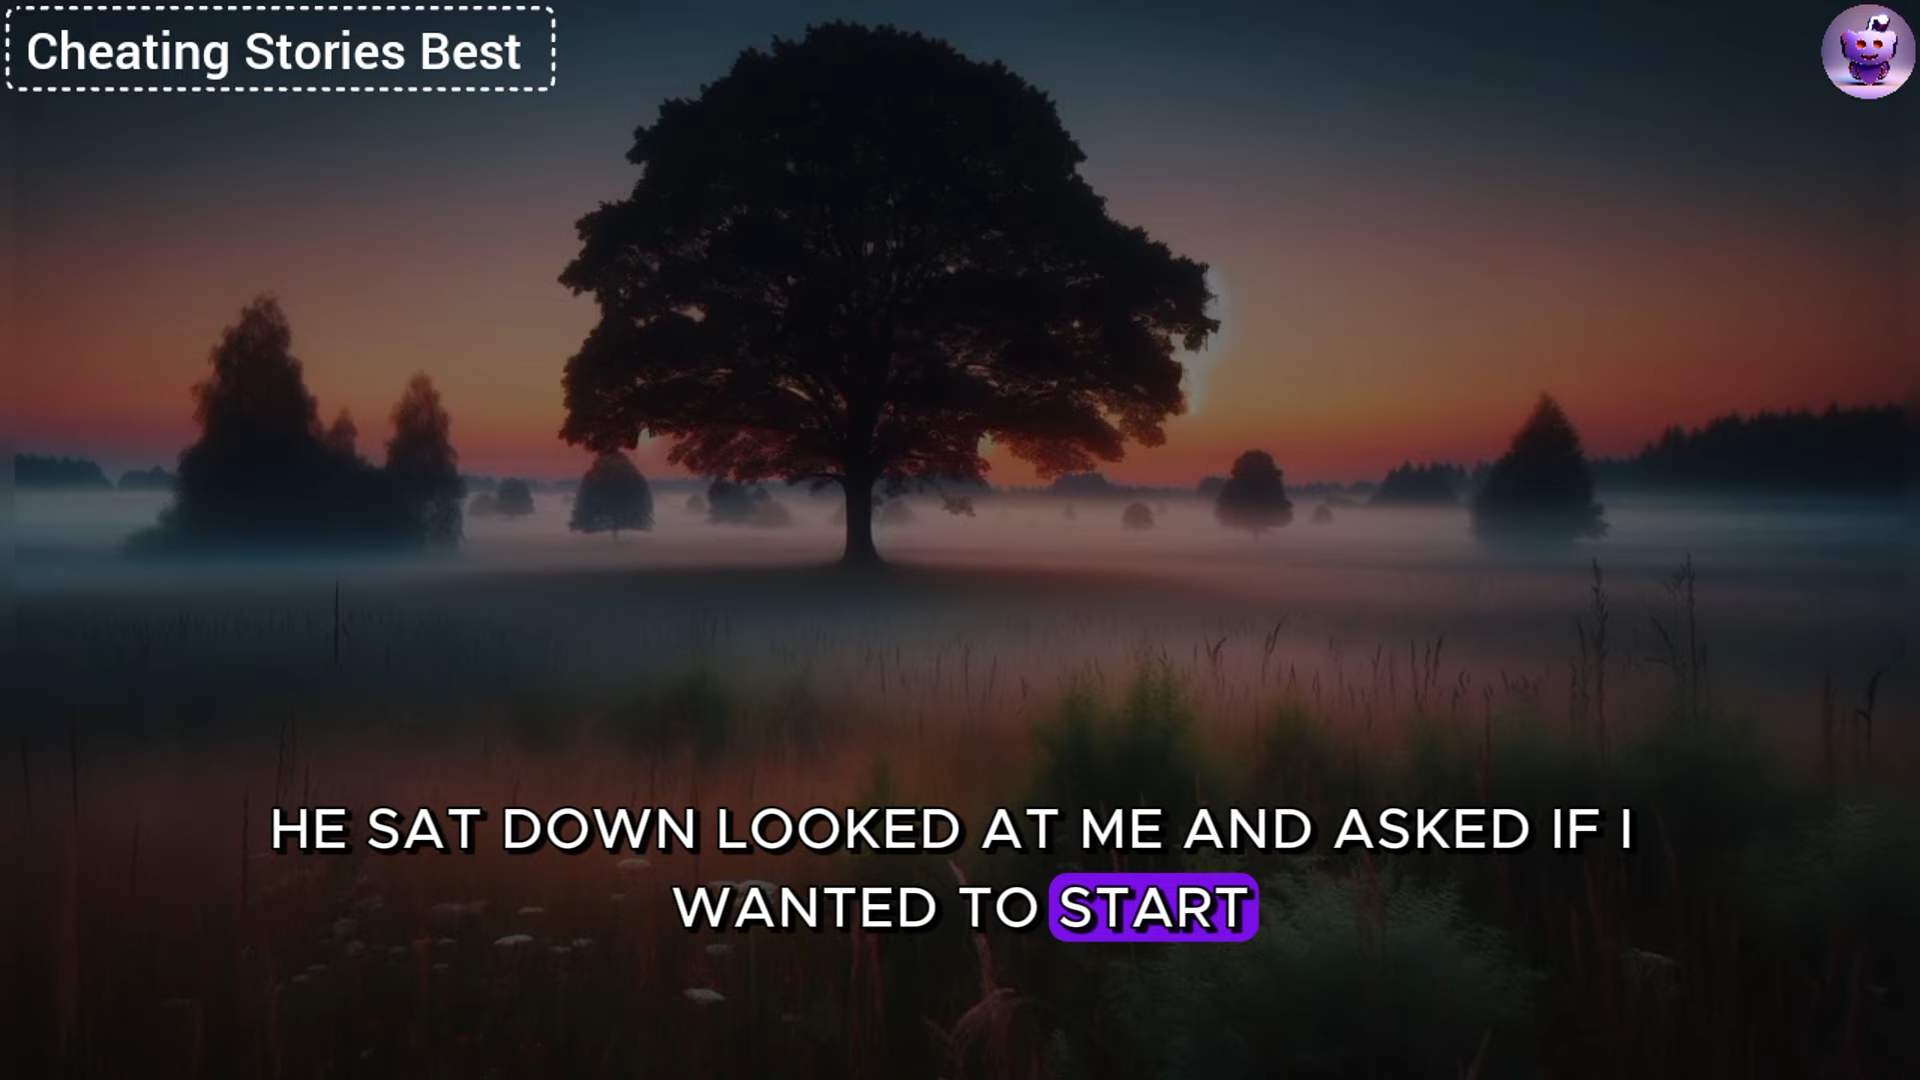 Cheating Stories Best
HE SAT DOWN LOOKED AT ME AND ASKED IF I
WANTED TO START